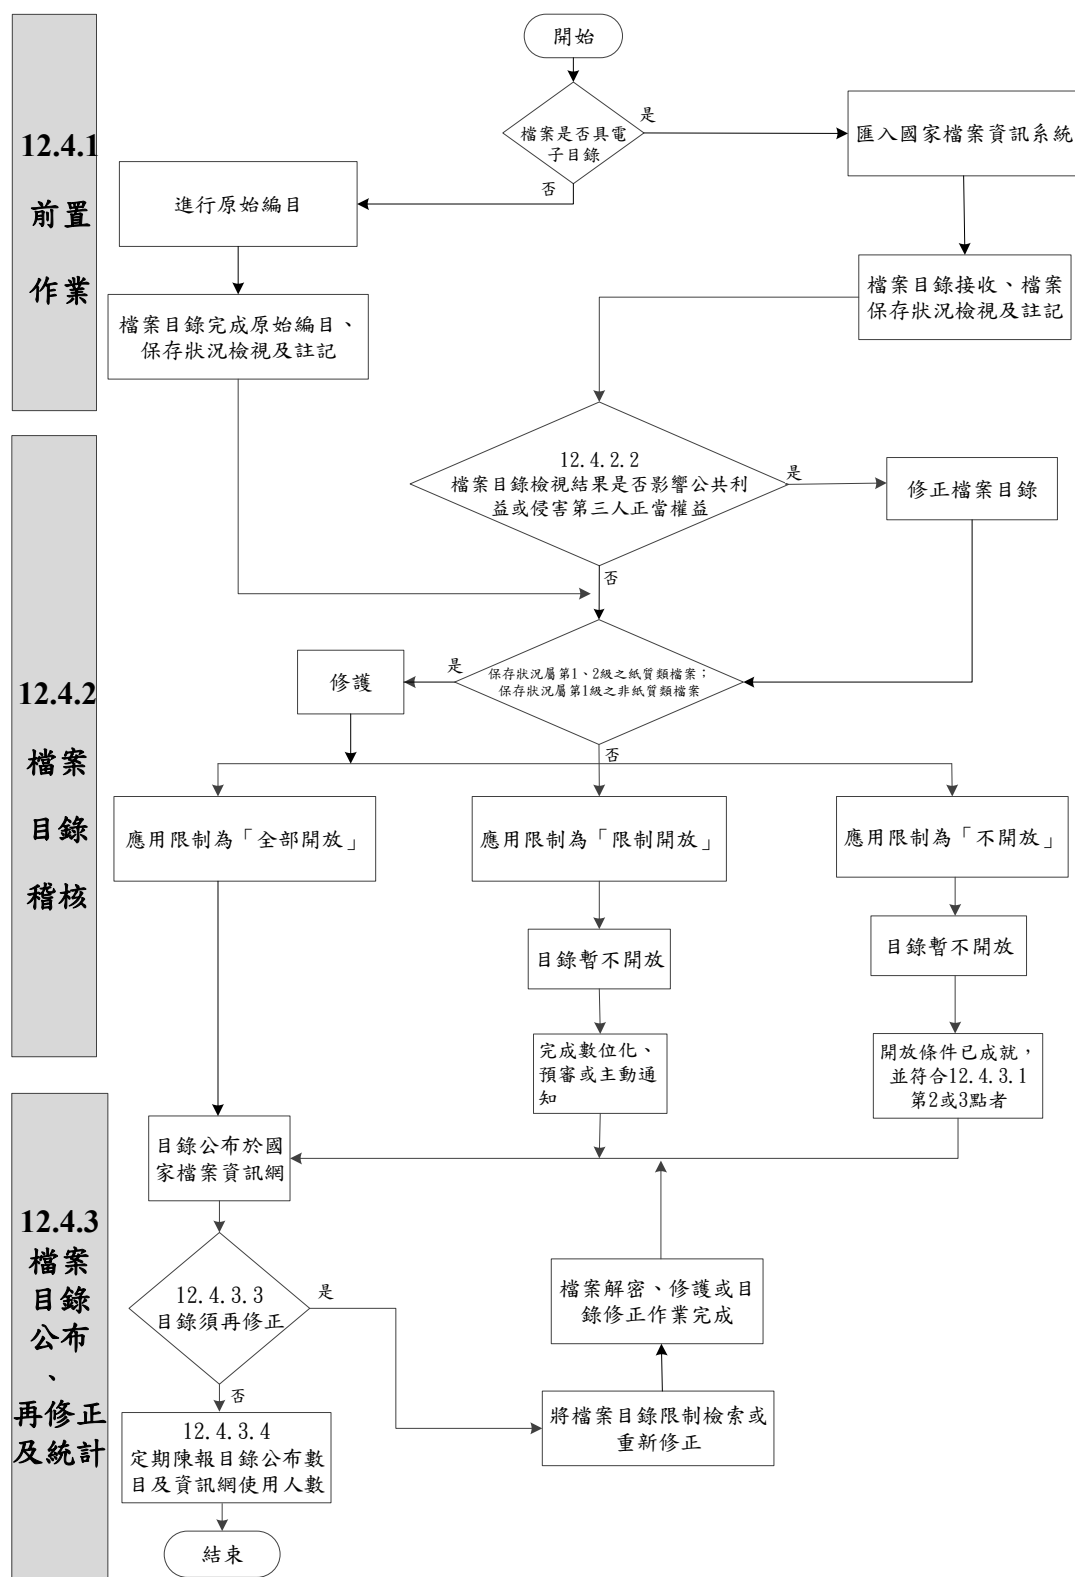 開始
12.4.1
前置
作業
檔案是否具電
子目錄
是
否
匯入國家檔案資訊系統
進行原始編目
檔案目錄接收、檔案
保存狀況檢視及註記
檔案目錄完成原始編目、
保存狀況檢視及註記
12.4.2
檔案
目錄
稽核
12.4.2.2
檔案目錄檢視結果是否影響公共利
益或侵害第三人正當權益
是
否
修正檔案目錄
保存狀況屬第1、2級之紙質類檔案；
保存狀況屬第1級之非紙質類檔案
是
否
修護
應用限制為「全部開放」
應用限制為「限制開放」
應用限制為「不開放」
目錄暫不開放
目錄暫不開放
完成數位化、
預審或主動通
知
開放條件已成就，
並符合12.4.3.1
第2或3點者
12.4.3
檔案
目錄
公布
、
再修正
及統計
目錄公布於國
家檔案資訊網
12.4.3.3
目錄須再修正
是
否
檔案解密、修護或目
錄修正作業完成
將檔案目錄限制檢索或
重新修正
12.4.3.4
定期陳報目錄公布數
目及資訊網使用人數
結束